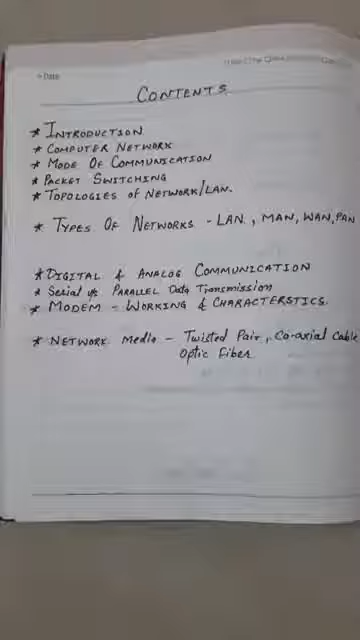 Date
CONTENTS
* INTRODUCTION
* COMPUTER NETWORK
* MODE OF COMMUNICATION
* PACKET SWITCHING
* TOPOLOGIES OF NETWORK/LAN.
* TYPES OF NETWORKS - LAN, MAN, WAN, PAN
* DIGITAL & ANALOG COMMUNICATION
* Serial v/s PARALLEL Data Transmission
* MODEM - WORKING & CHARACTERSTICS.
* NETWORK Media - Twisted Pair, Co-axial Cable
Optic Fiber